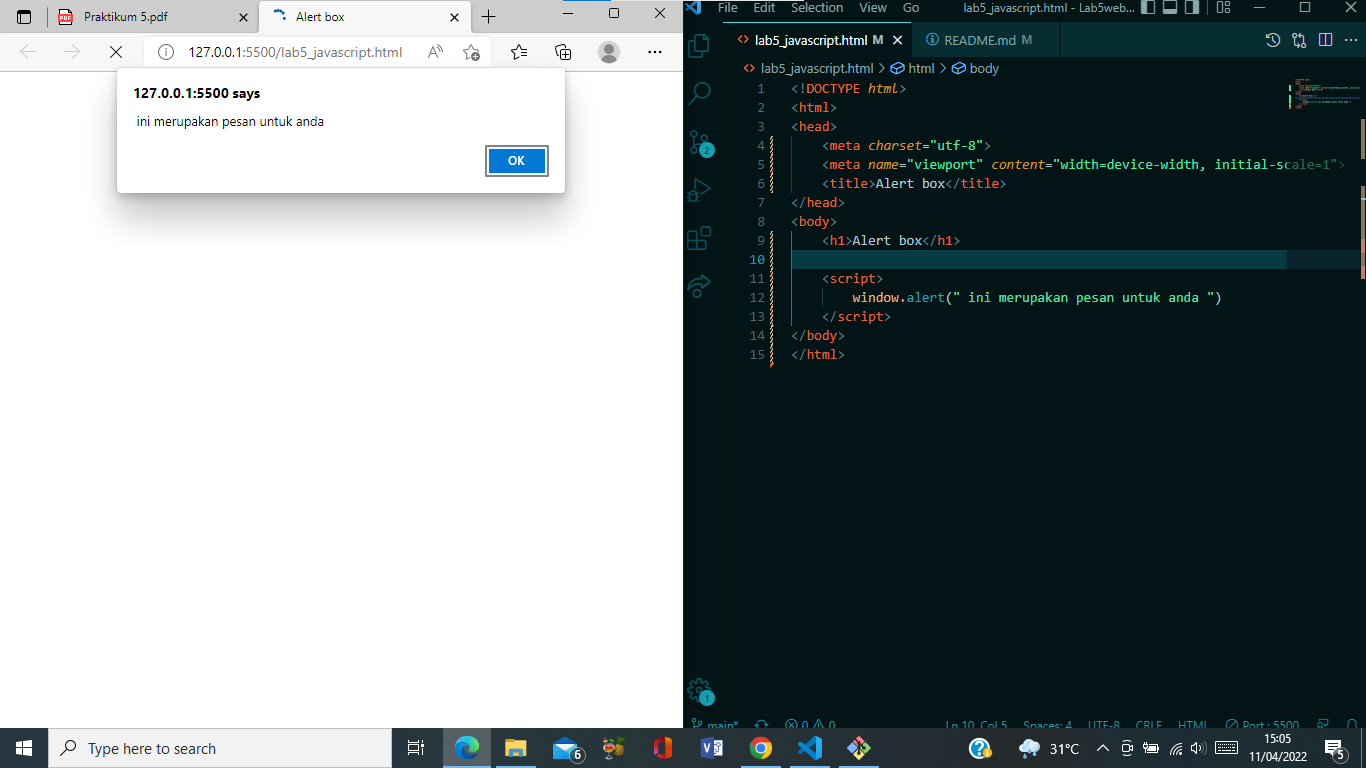 Praktikum 5.pdf
Alert box
127.0.0.1:5500/lab5_javascript.html
127.0.0.1:5500 says
ini merupakan pesan untuk anda
OK
File Edit Selection View Go lab5_javascript.html - Lab5web...
lab5_javascript.html M
README.md M
lab5_javascript.html > html > body
1 <!DOCTYPE html>
2 <html>
3 <head>
4 <meta charset="utf-8">
5 <meta name="viewport" content="width=device-width, initial-scale=1">
6 <title>Alert box</title>
7 </head>
8 <body>
9 <h1>Alert box</h1>
10
11 <script>
12 window.alert(" ini merupakan pesan untuk anda ")
13 </script>
14 </body>
15 </html>
2
1
main* 0 0 Ln 10, Col 5 Spaces: 4 UTF-8 CRLF HTML Port : 5500
Type here to search
6
31°C
15:05
11/04/2022
5